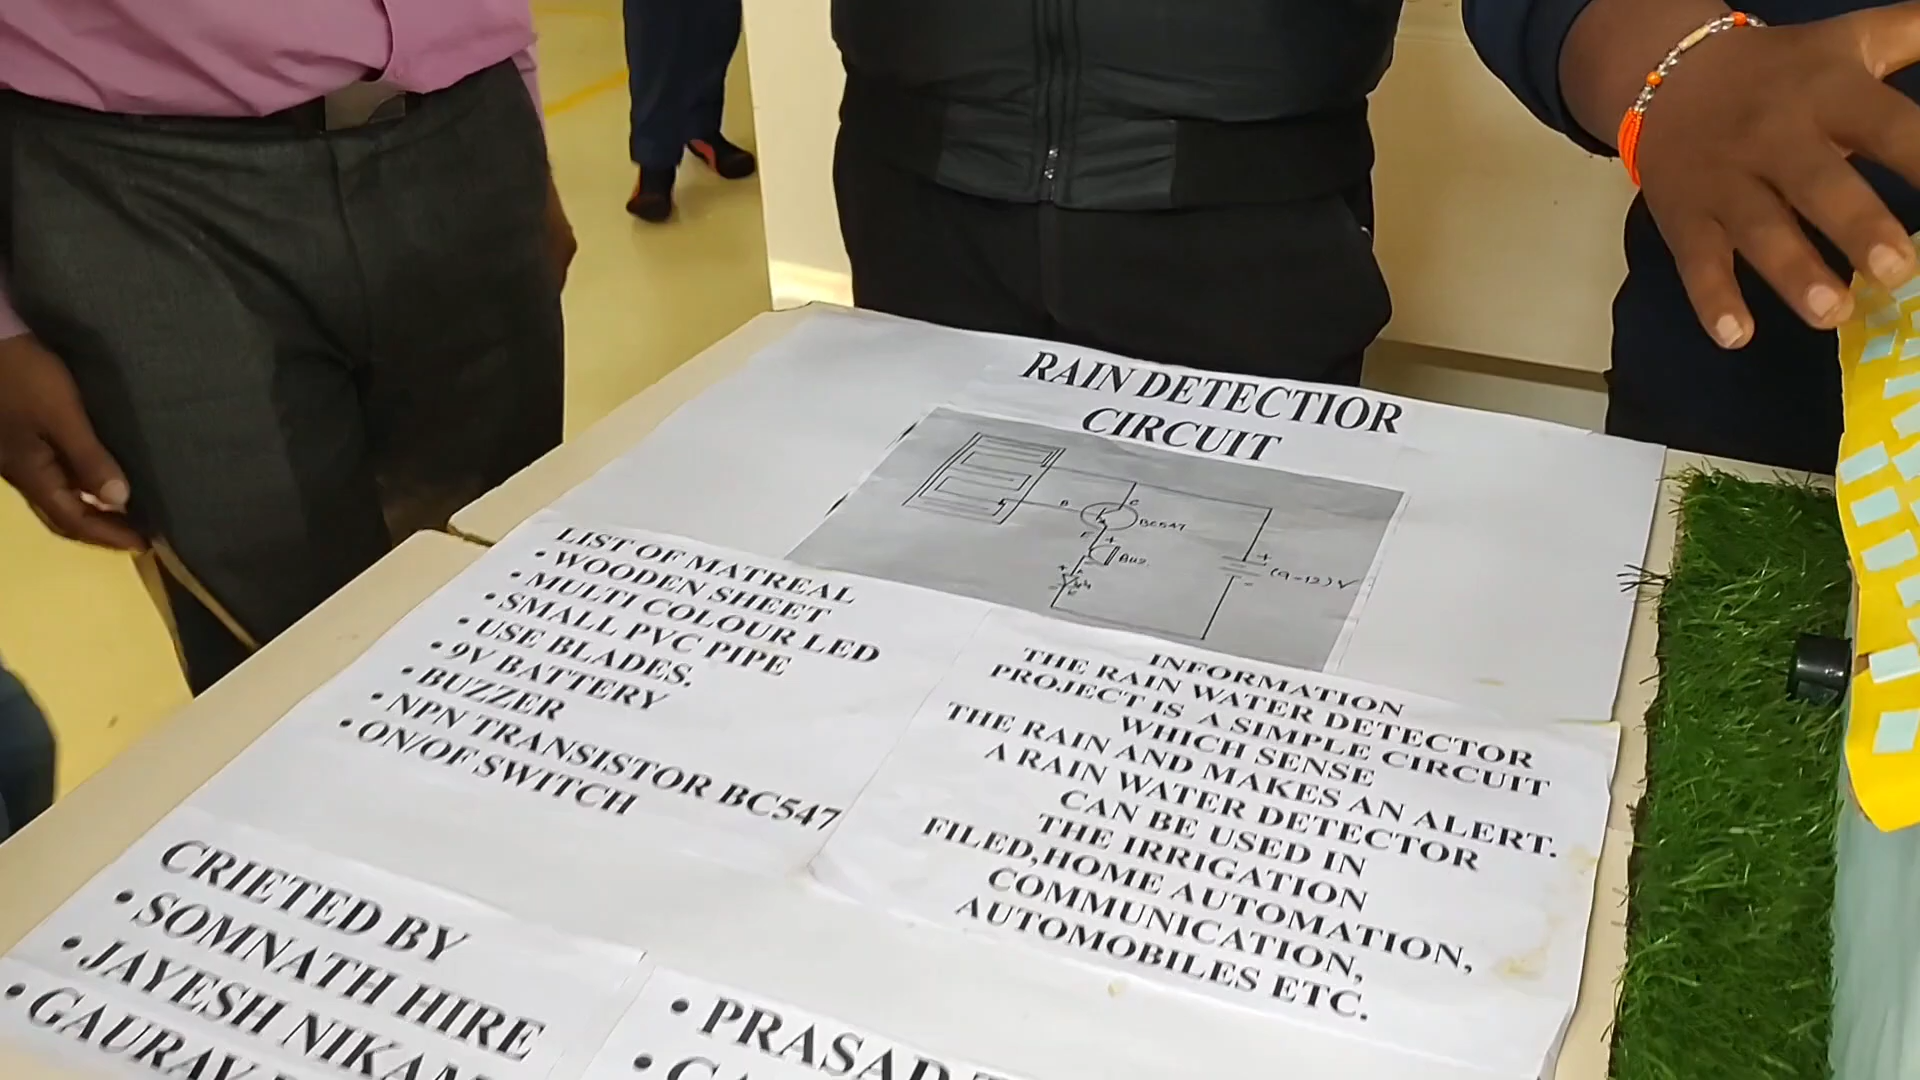 RAIN DETECTIOR
CIRCUIT
B
C
BC547
E
+
Buz
+
(9-12)V
-
LIST OF MATREAL
• WOODEN SHEET
• MULTI COLOUR LED
• SMALL PVC PIPE
• USE BLADES.
• 9V BATTERY
• BUZZER
• NPN TRANSISTOR BC547
• ON/OF SWITCH
INFORMATION
THE RAIN WATER DETECTOR
PROJECT IS A SIMPLE CIRCUIT
WHICH SENSE
THE RAIN AND MAKES AN ALERT.
A RAIN WATER DETECTOR
CAN BE USED IN
THE IRRIGATION
FILED,HOME AUTOMATION,
COMMUNICATION,
AUTOMOBILES ETC.
CRIETED BY
• SOMNATH HIRE
• JAYESH NIKAM
• GAURAV
• PRASAD